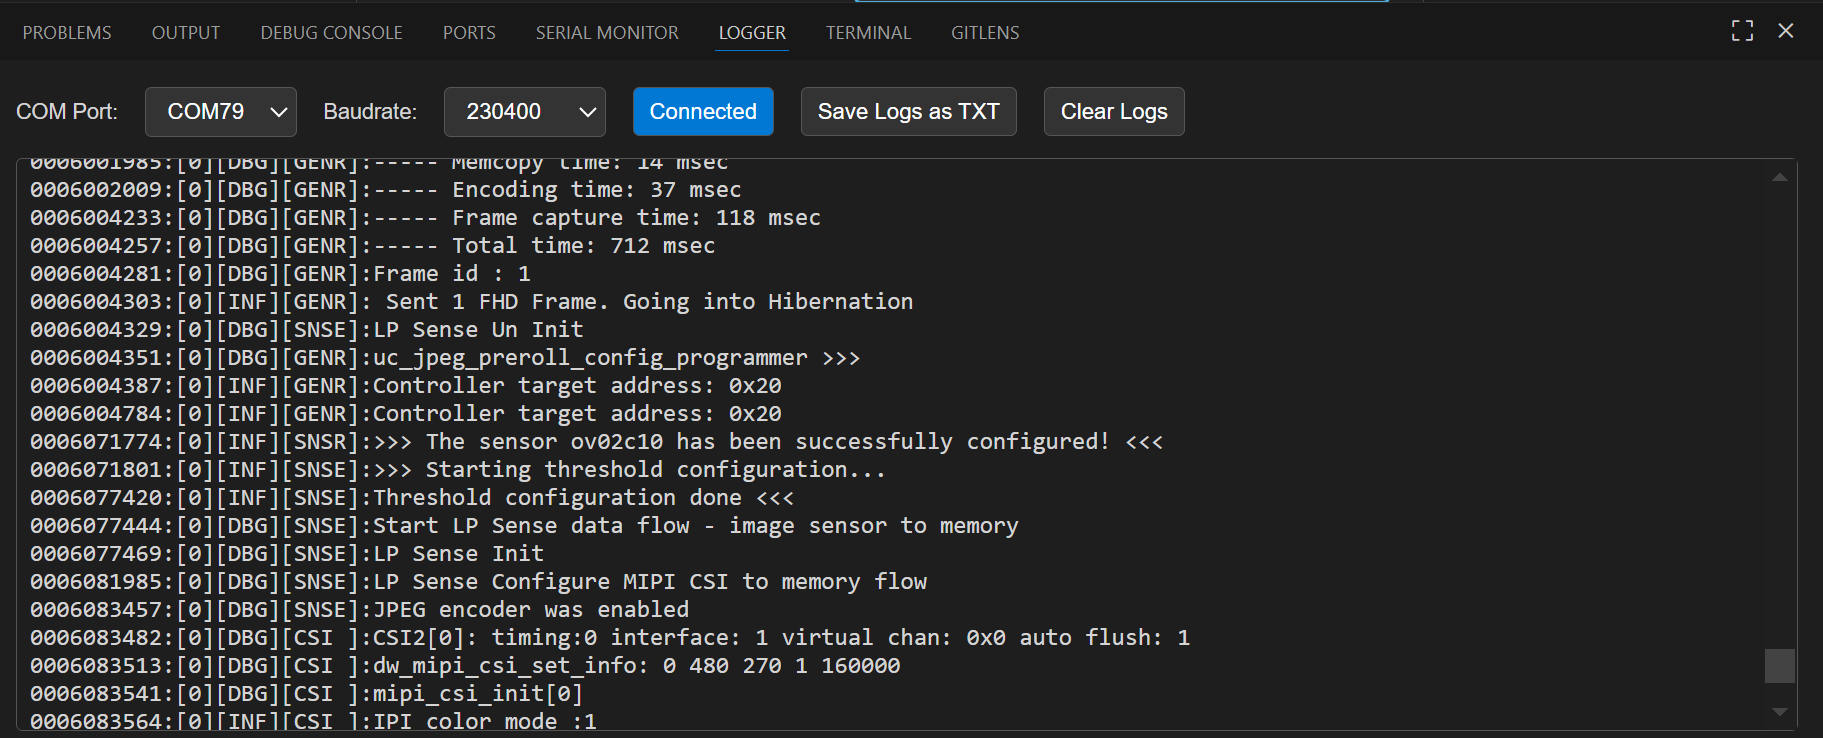 PROBLEMS OUTPUT DEBUG CONSOLE PORTS SERIAL MONITOR LOGGER TERMINAL GITLENS
COM Port: COM79 Baudrate: 230400 Connected Save Logs as TXT Clear Logs
0006001985:[0][DBG][GENR]:----- Memcopy time: 14 msec
0006002009:[0][DBG][GENR]:----- Encoding time: 37 msec
0006004233:[0][DBG][GENR]:----- Frame capture time: 118 msec
0006004257:[0][DBG][GENR]:----- Total time: 712 msec
0006004281:[0][DBG][GENR]:Frame id : 1
0006004303:[0][INF][GENR]: Sent 1 FHD Frame. Going into Hibernation
0006004329:[0][DBG][SNSE]:LP Sense Un Init
0006004351:[0][DBG][GENR]:uc_jpeg_preroll_config_programmer >>>
0006004387:[0][INF][GENR]:Controller target address: 0x20
0006004784:[0][INF][GENR]:Controller target address: 0x20
0006071774:[0][INF][SNSR]:>>> The sensor ov02c10 has been successfully configured! <<<
0006071801:[0][INF][SNSE]:>>> Starting threshold configuration...
0006077420:[0][INF][SNSE]:Threshold configuration done <<<
0006077444:[0][DBG][SNSE]:Start LP Sense data flow - image sensor to memory
0006077469:[0][DBG][SNSE]:LP Sense Init
0006081985:[0][DBG][SNSE]:LP Sense Configure MIPI CSI to memory flow
0006083457:[0][DBG][SNSE]:JPEG encoder was enabled
0006083482:[0][DBG][CSI ]:CSI2[0]: timing:0 interface: 1 virtual chan: 0x0 auto flush: 1
0006083513:[0][DBG][CSI ]:dw_mipi_csi_set_info: 0 480 270 1 160000
0006083541:[0][DBG][CSI ]:mipi_csi_init[0]
0006083564:[0][INF][CSI ]:IPI color mode :1